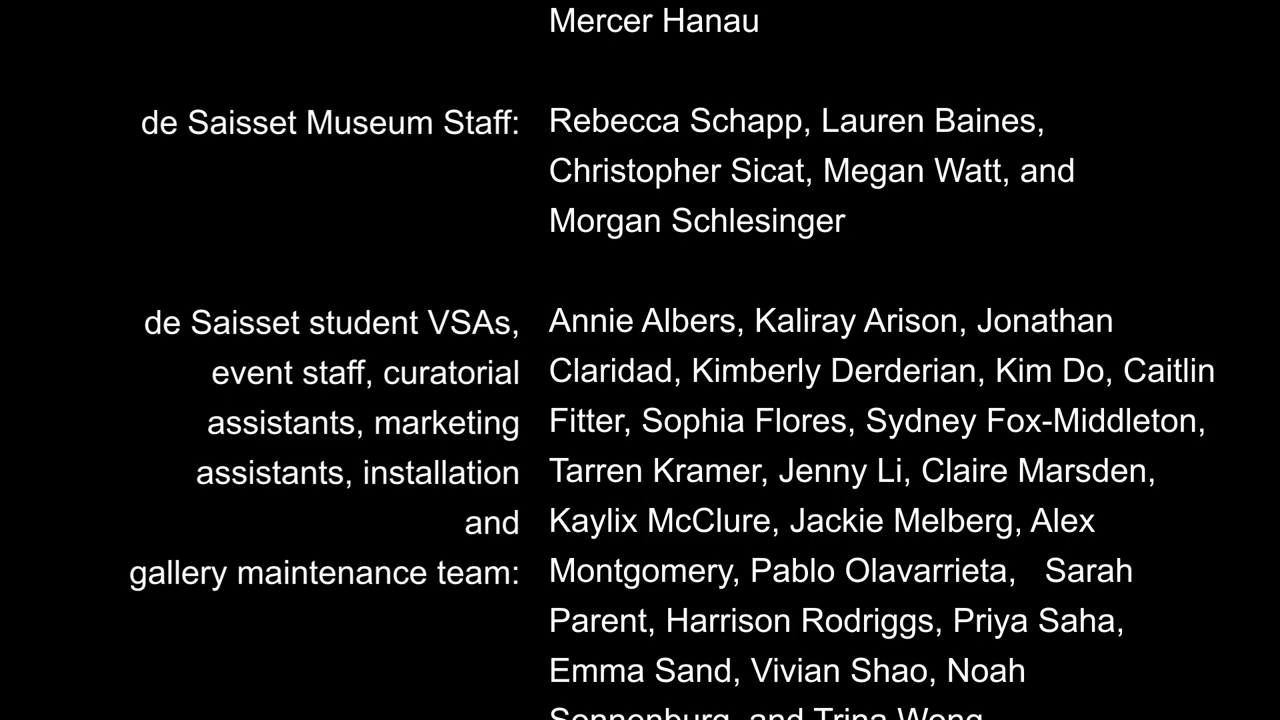 Mercer Hanau
de Saisset Museum Staff:
Rebecca Schapp, Lauren Baines,
Christopher Sicat, Megan Watt, and
Morgan Schlesinger
de Saisset student VSAs,
event staff, curatorial
assistants, marketing
assistants, installation
and
gallery maintenance team:
Annie Albers, Kaliray Arison, Jonathan
Claridad, Kimberly Derderian, Kim Do, Caitlin
Fitter, Sophia Flores, Sydney Fox-Middleton,
Tarren Kramer, Jenny Li, Claire Marsden,
Kaylix McClure, Jackie Melberg, Alex
Montgomery, Pablo Olavarrieta, Sarah
Parent, Harrison Rodriggs, Priya Saha,
Emma Sand, Vivian Shao, Noah
Sonnenburg, and Trina Wong